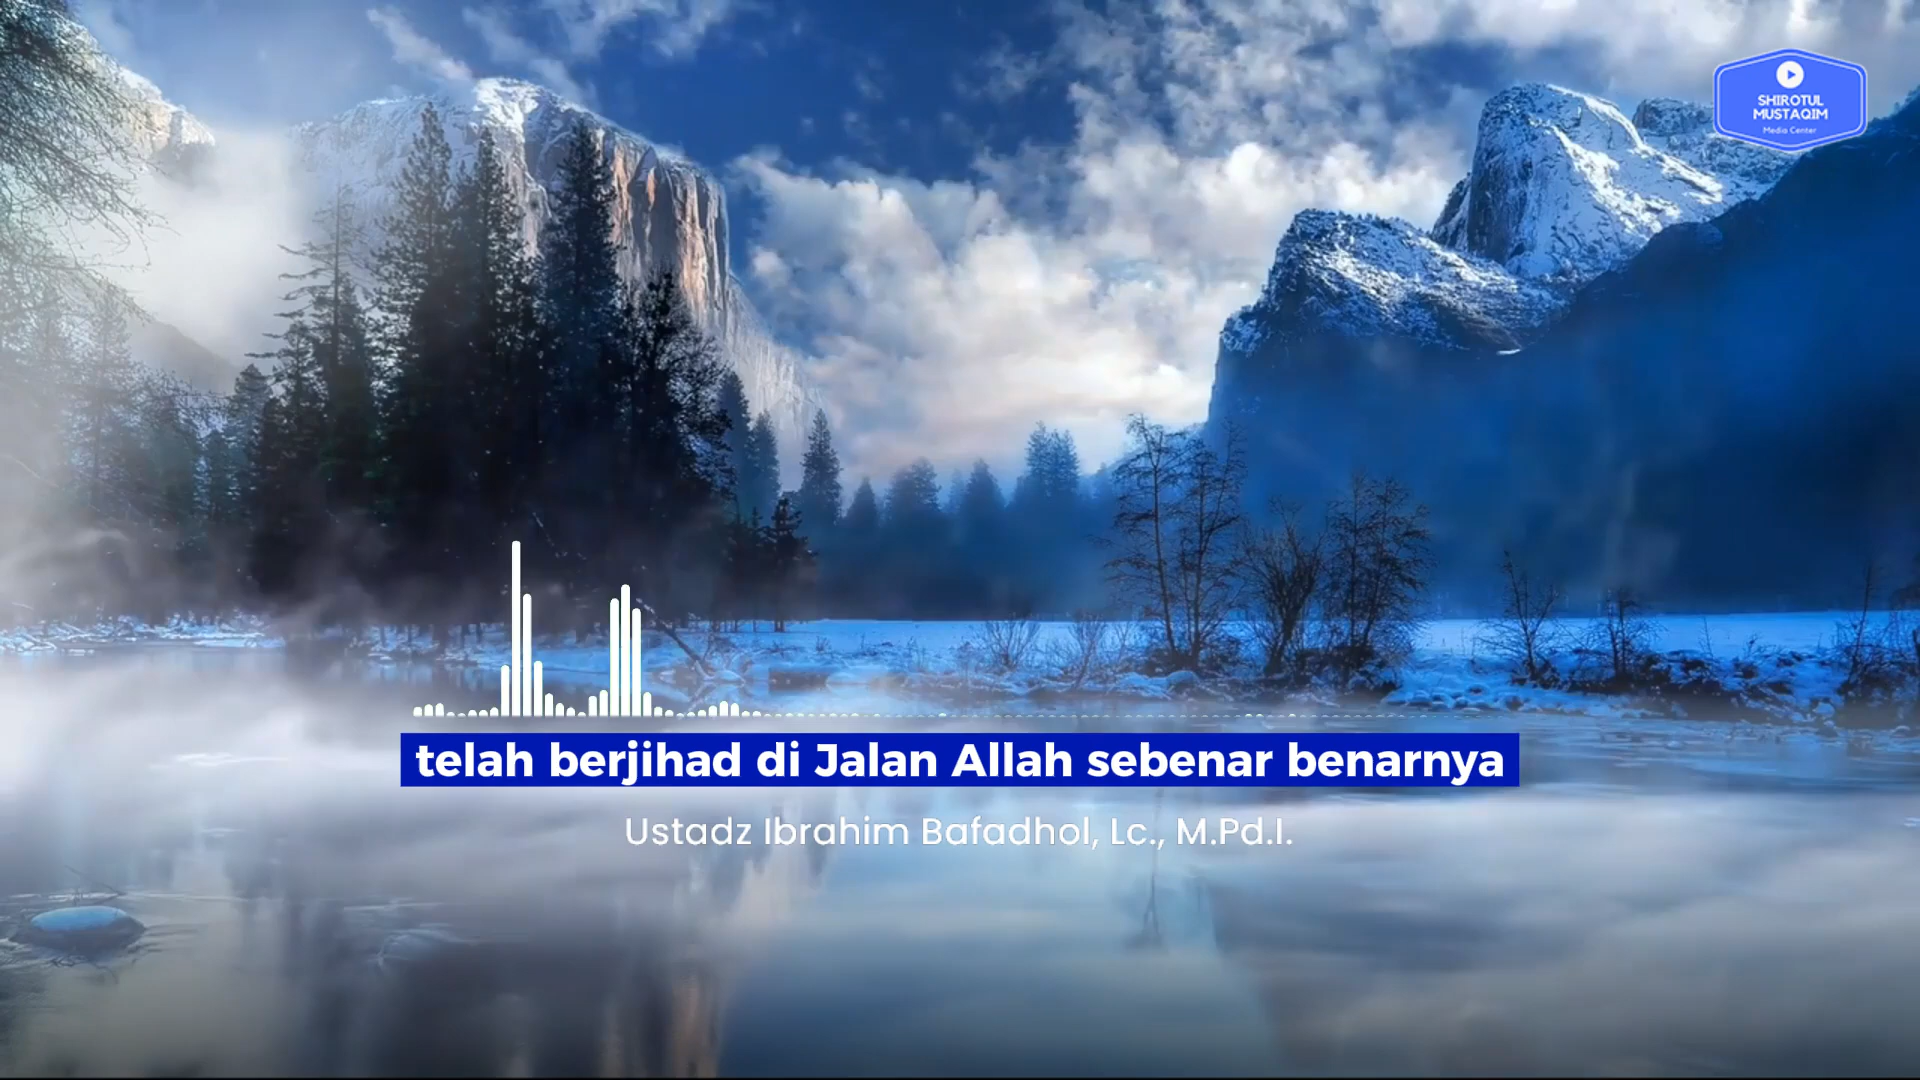 SHIROTUL
MUSTAQIM
Media Center
telah berjihad di Jalan Allah sebenar benarnya
Ustadz Ibrahim Bafadhol, Lc., M.Pd.I.